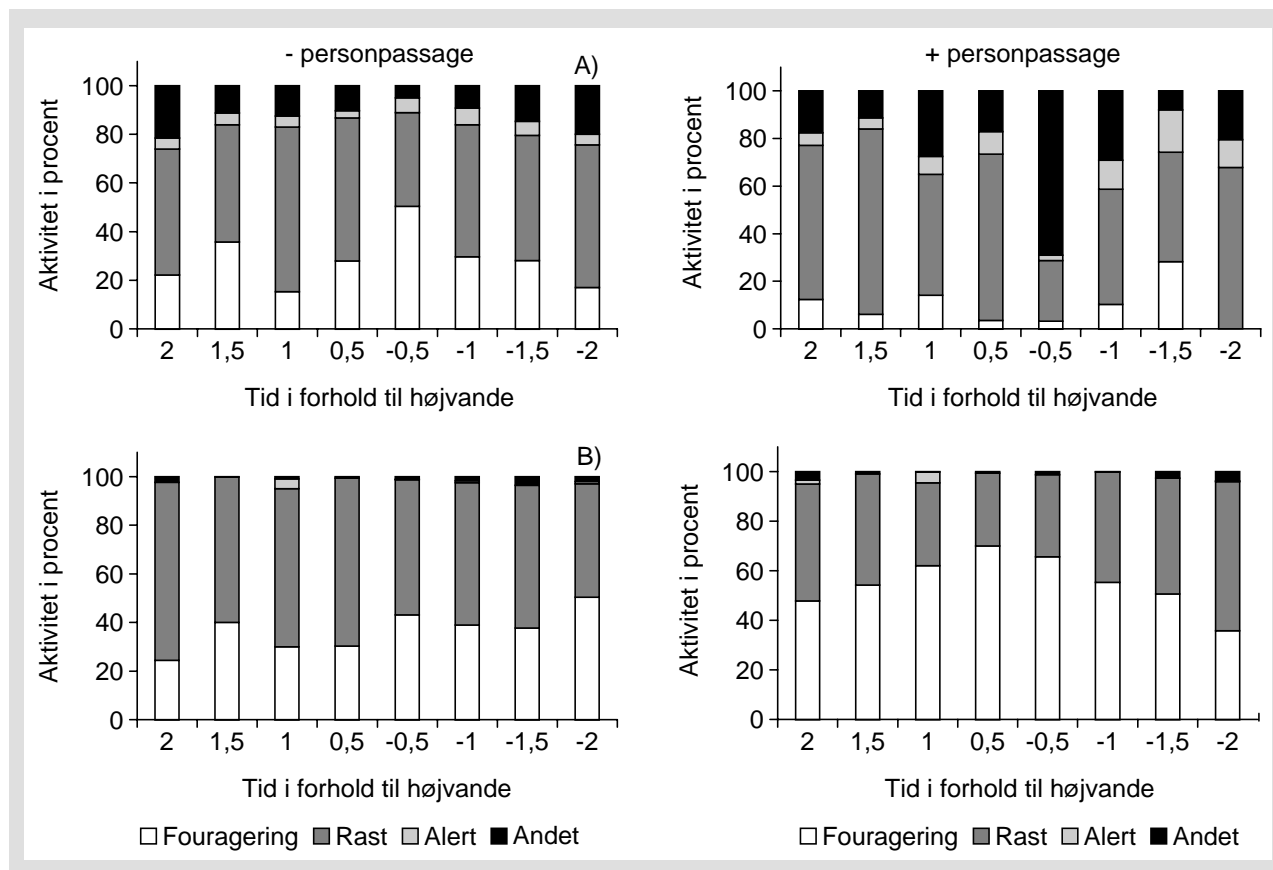 - personpassage
A)
Aktivitet i procent
100
80
60
40
20
0
2 1,5 1 0,5 -0,5 -1 -1,5 -2
Tid i forhold til højvande
+ personpassage
Aktivitet i procent
100
80
60
40
20
0
2 1,5 1 0,5 -0,5 -1 -1,5 -2
Tid i forhold til højvande
B)
Aktivitet i procent
100
80
60
40
20
0
2 1,5 1 0,5 -0,5 -1 -1,5 -2
Tid i forhold til højvande
Fouragering Rast Alert Andet
Aktivitet i procent
100
80
60
40
20
0
2 1,5 1 0,5 -0,5 -1 -1,5 -2
Tid i forhold til højvande
Fouragering Rast Alert Andet